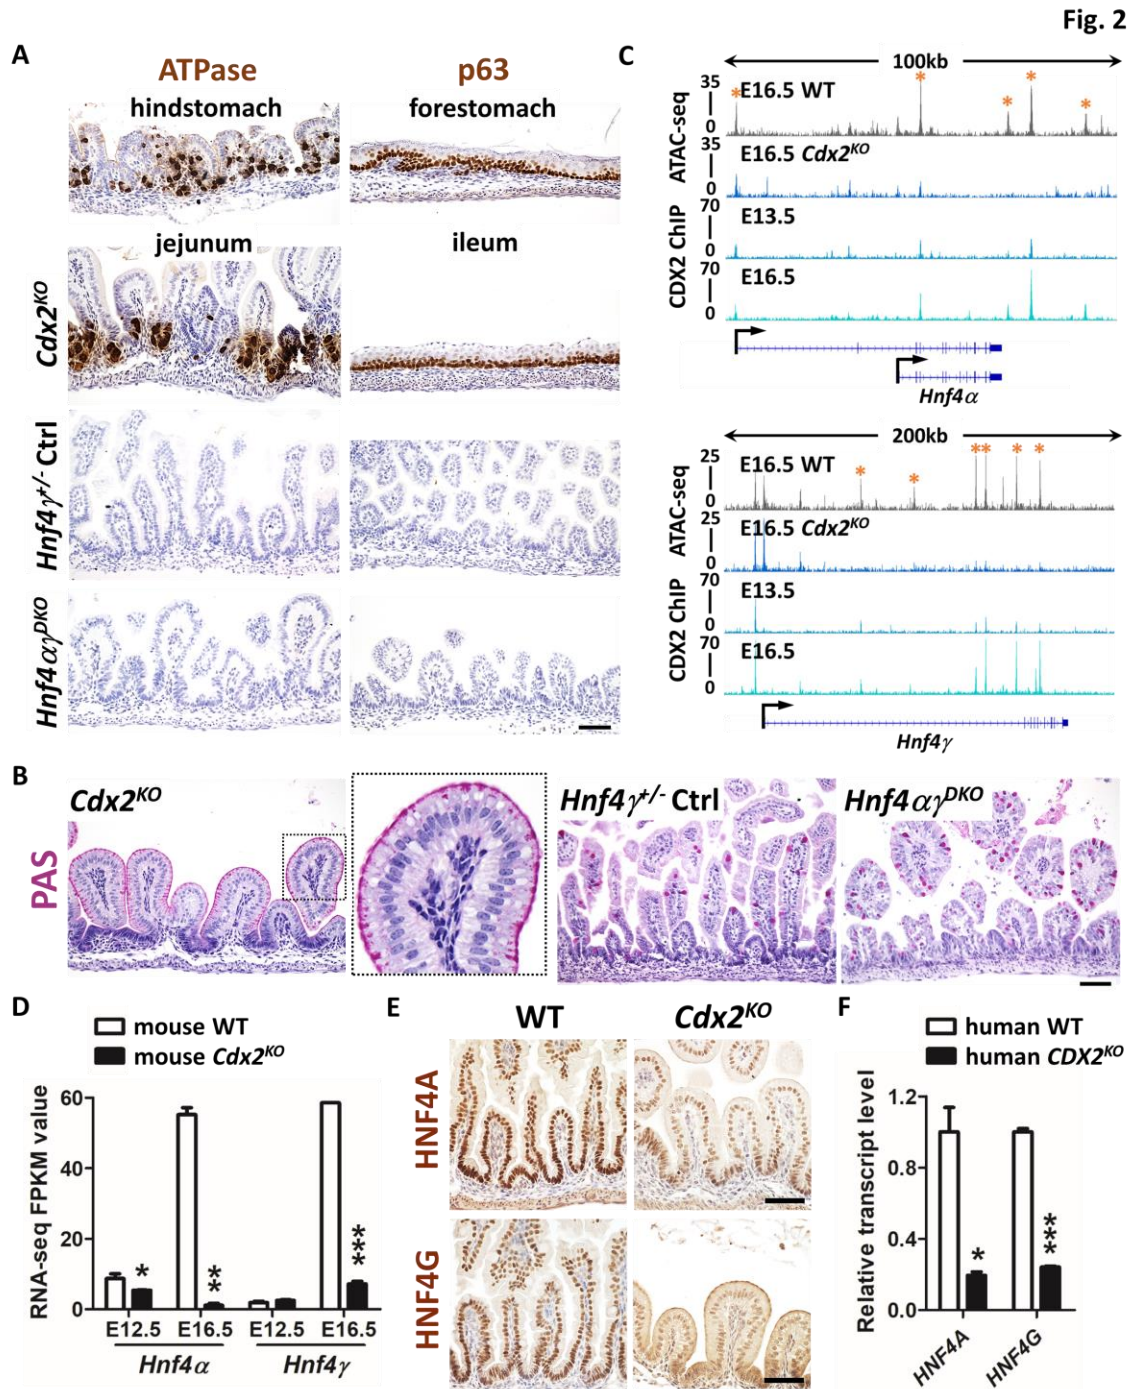 Fig. 2
A
ATPase
p63
hindstomach
forestomach
jejunum
ileum
Cdx2KO
Hnf4γ+/- Ctrl
Hnf4αγDKO
C
100kb
ATAC-seq
35
0
E16.5 WT
* * * * *
35
0
E16.5 Cdx2KO
CDX2 ChIP
70
0
E13.5
70
0
E16.5
Hnf4α
200kb
ATAC-seq
25
0
E16.5 WT
* * ** * *
25
0
E16.5 Cdx2KO
CDX2 ChIP
70
0
E13.5
70
0
E16.5
Hnf4γ
B
PAS
Cdx2KO
Hnf4γ+/- Ctrl
Hnf4αγDKO
D
mouse WT
mouse Cdx2KO
RNA-seq FPKM value
60
40
20
0
*
**
***
E12.5 E16.5 E12.5 E16.5
Hnf4α Hnf4γ
E
WT
Cdx2KO
HNF4A
HNF4G
F
human WT
human CDX2KO
Relative transcript level
1.2
0.8
0.4
0.0
*
***
HNF4A
HNF4G